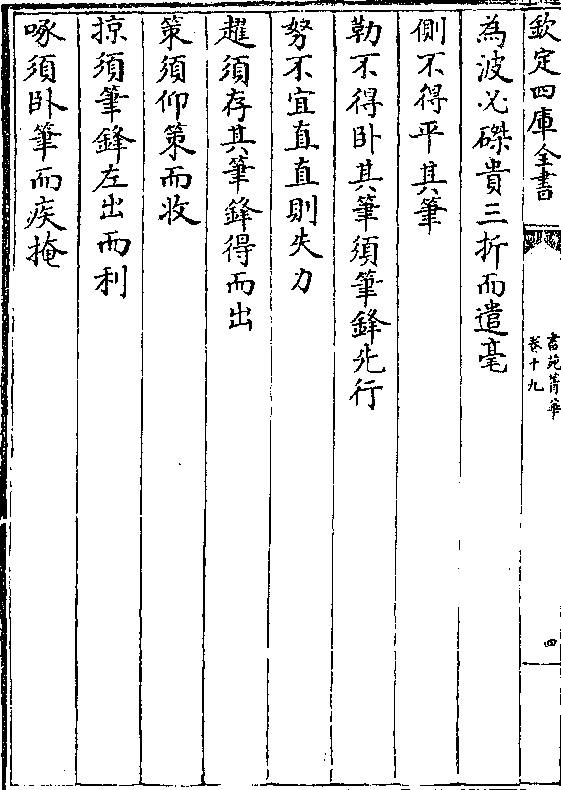 欽定四庫全書
書苑菁華
卷十九
四
為波必磔貴三折而遣毫
側不得平其筆
勒不得卧其筆須筆鋒先行
努不宜直直則失力
趯須存其筆鋒得而出
策須仰策而收
掠須筆鋒左出而利
啄須卧筆而疾掩